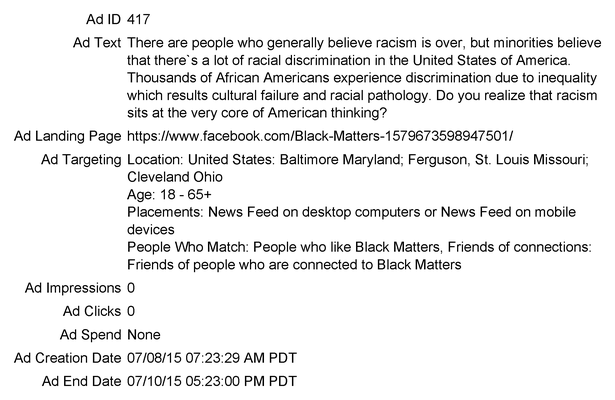 Ad ID 417
Ad Text There are people who generally believe racism is over, but minorities believe
that there`s a lot of racial discrimination in the United States of America.
Thousands of African Americans experience discrimination due to inequality
which results cultural failure and racial pathology. Do you realize that racism
sits at the very core of American thinking?
Ad Landing Page https://www.facebook.com/Black-Matters-1579673598947501/
Ad Targeting Location: United States: Baltimore Maryland; Ferguson, St. Louis Missouri;
Cleveland Ohio
Age: 18 - 65+
Placements: News Feed on desktop computers or News Feed on mobile
devices
People Who Match: People who like Black Matters, Friends of connections:
Friends of people who are connected to Black Matters
Ad Impressions 0
Ad Clicks 0
Ad Spend None
Ad Creation Date 07/08/15 07:23:29 AM PDT
Ad End Date 07/10/15 05:23:00 PM PDT